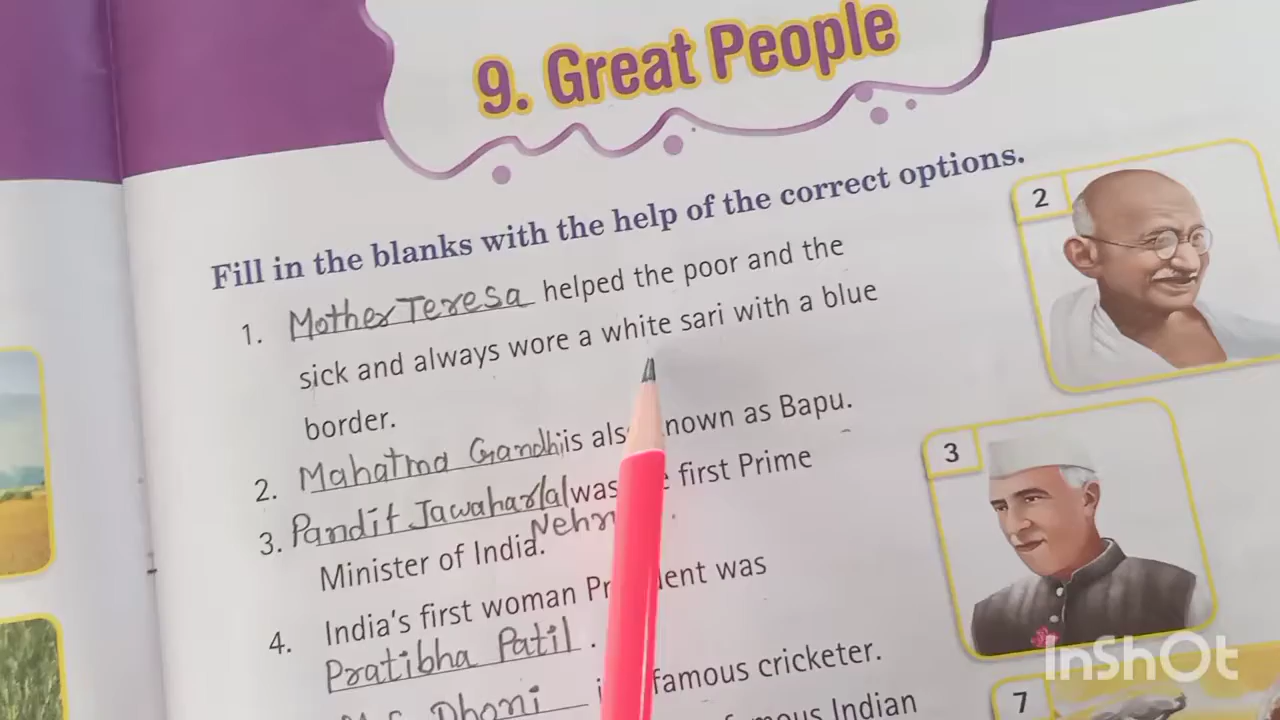 9. Great People
Fill in the blanks with the help of the correct options.
1. Mother Teresa helped the poor and the
sick and always wore a white sari with a blue
border.
2. Mahatma Gandhi is also known as Bapu.
3. Pandit Jawaharlal was first Prime
Nehru
Minister of India.
4. India's first woman President was
Pratibha Patil.
M.S. Dhoni famous cricketer.
famous Indian
2
3
7
InShOt